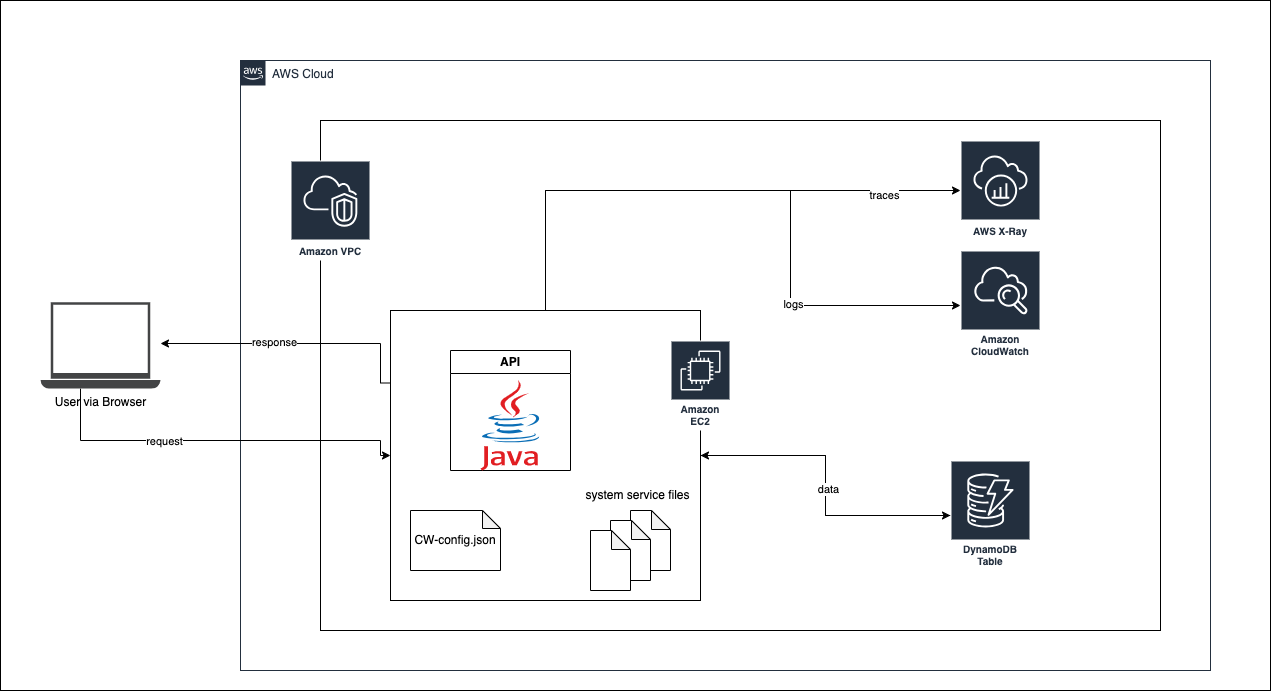 aws
AWS Cloud
Amazon VPC
traces
AWS X-Ray
logs
Amazon
CloudWatch
response
User via Browser
request
API
Java
Amazon
EC2
data
system service files
CW-config.json
DynamoDB
Table